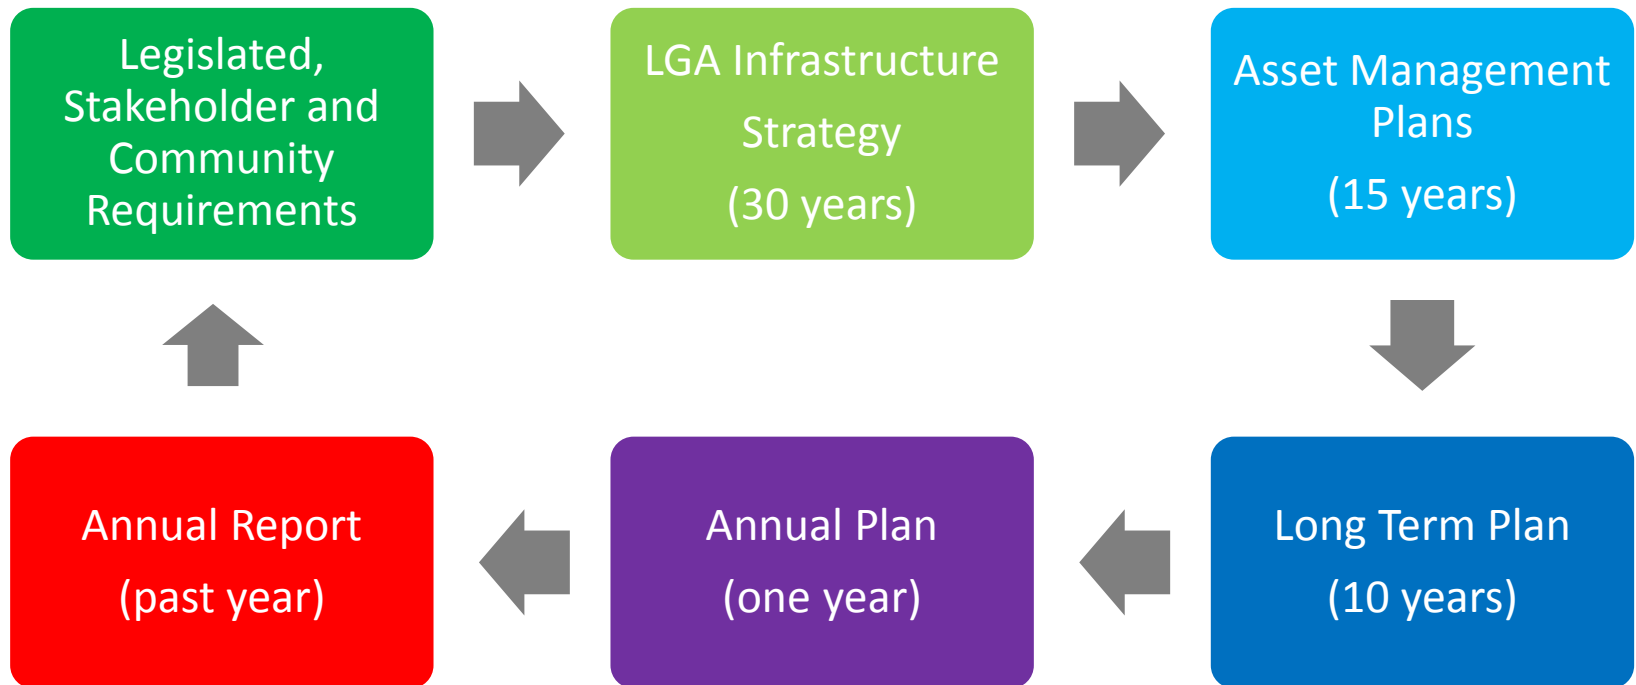 Legislated,
Stakeholder and
Community
Requirements
LGA Infrastructure
Strategy
(30 years)
Asset Management
Plans
(15 years)
Long Term Plan
(10 years)
Annual Plan
(one year)
Annual Report
(past year)